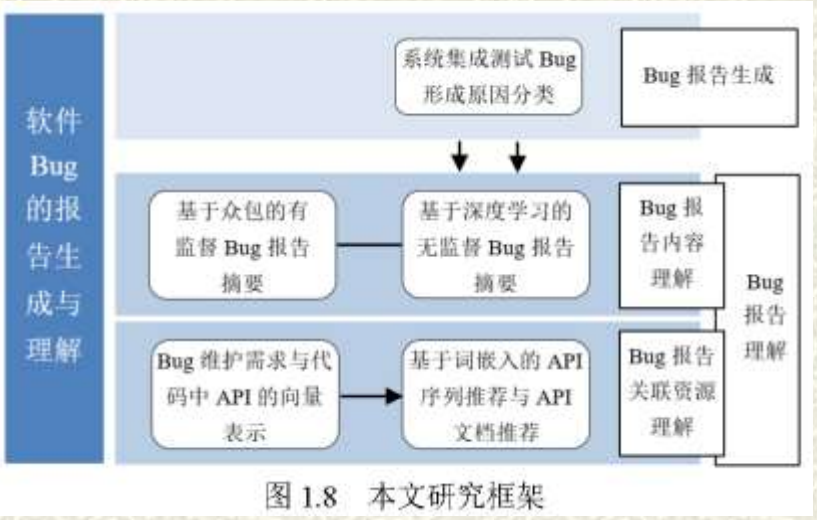 软件
Bug
的报
告生
成与
理解
系统集成测试 Bug
形成原因分类
Bug 报告生成
基于众包的有
监督 Bug 报告
摘要
基于深度学习的
无监督 Bug 报告
摘要
Bug 报
告内容
理解
Bug
报告
理解
Bug 维护需求与代
码中 API 的向量
表示
基于词嵌入的 API
序列推荐与 API
文档推荐
Bug 报告
关联资源
理解
图 1.8 本文研究框架